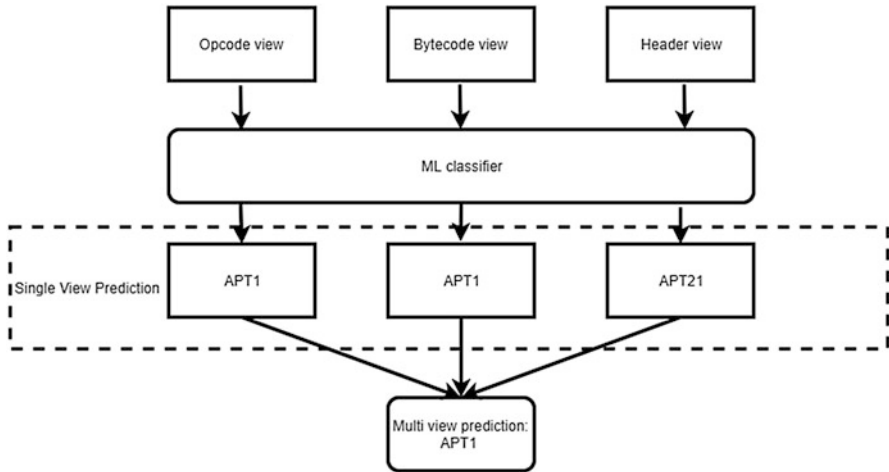 Opcode view
Bytecode view
Header view
ML classifier
Single View Prediction
APT1
APT1
APT21
Multi view prediction:
APT1